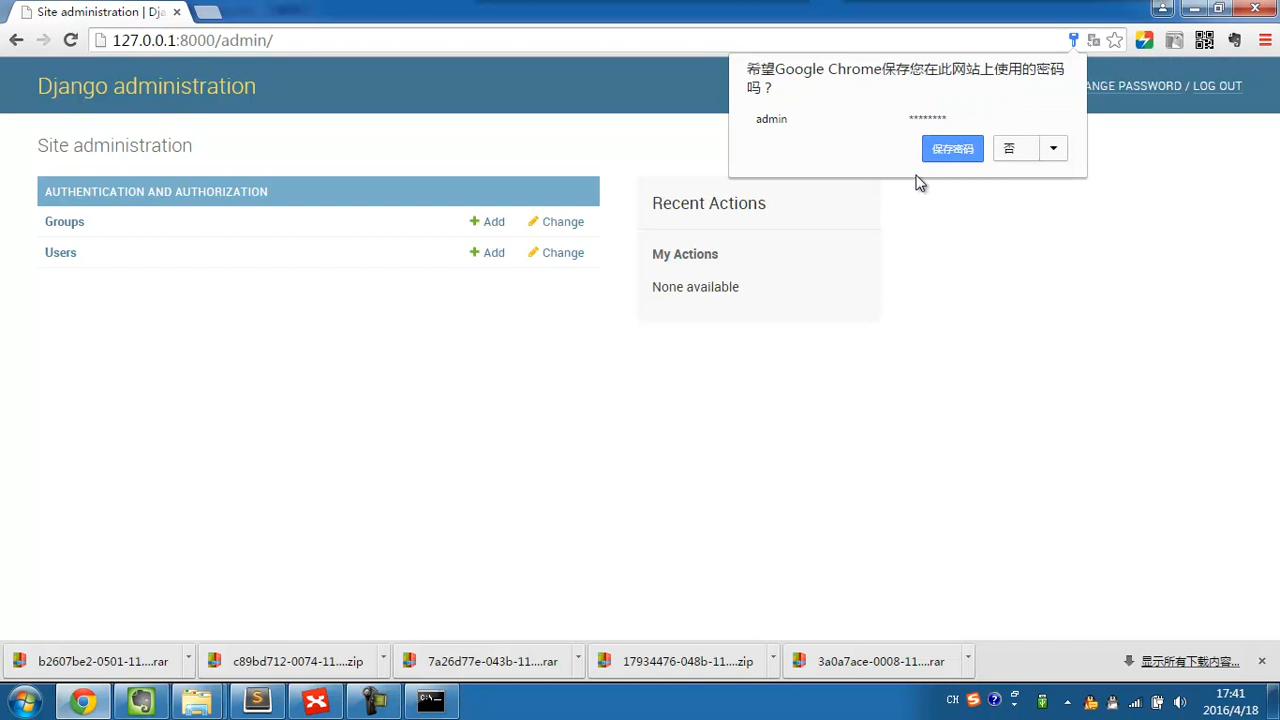 Site administration | Dja
127.0.0.1:8000/admin/
希望Google Chrome保存您在此网站上使用的密码
吗？
admin ********
保存密码 否
Django administration
ANGE PASSWORD / LOG OUT
Site administration
AUTHENTICATION AND AUTHORIZATION
Groups Add Change
Users Add Change
Recent Actions
My Actions
None available
b2607be2-0501-11....rar c89bd712-0074-11....zip 7a26d77e-043b-11....rar 17934476-048b-11....zip 3a0a7ace-0008-11....rar 显示所有下载内容...
CH 17:41
2016/4/18